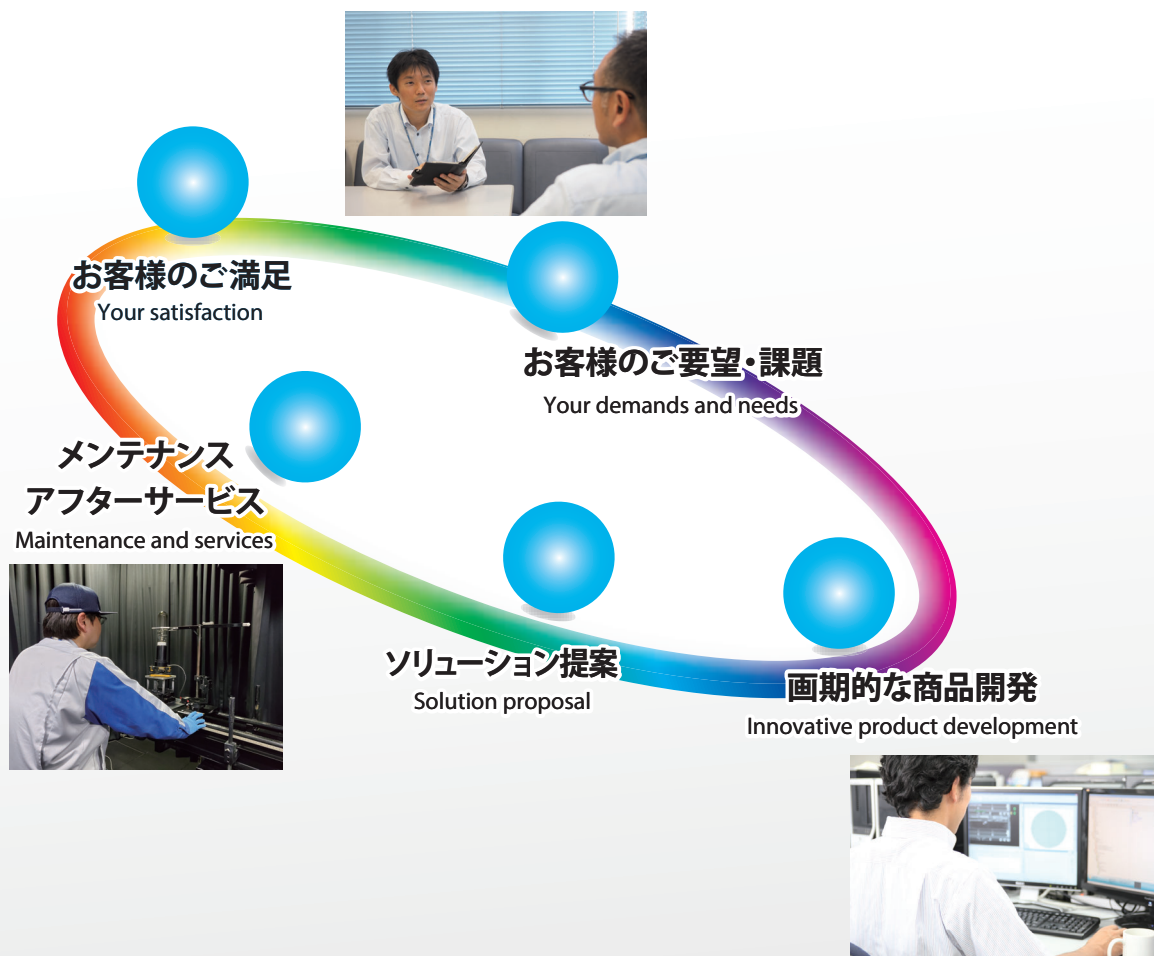 お客様のご満足
Your satisfaction
お客様のご要望・課題
Your demands and needs
メンテナンス
アフターサービス
Maintenance and services
ソリューション提案
Solution proposal
画期的な商品開発
Innovative product development